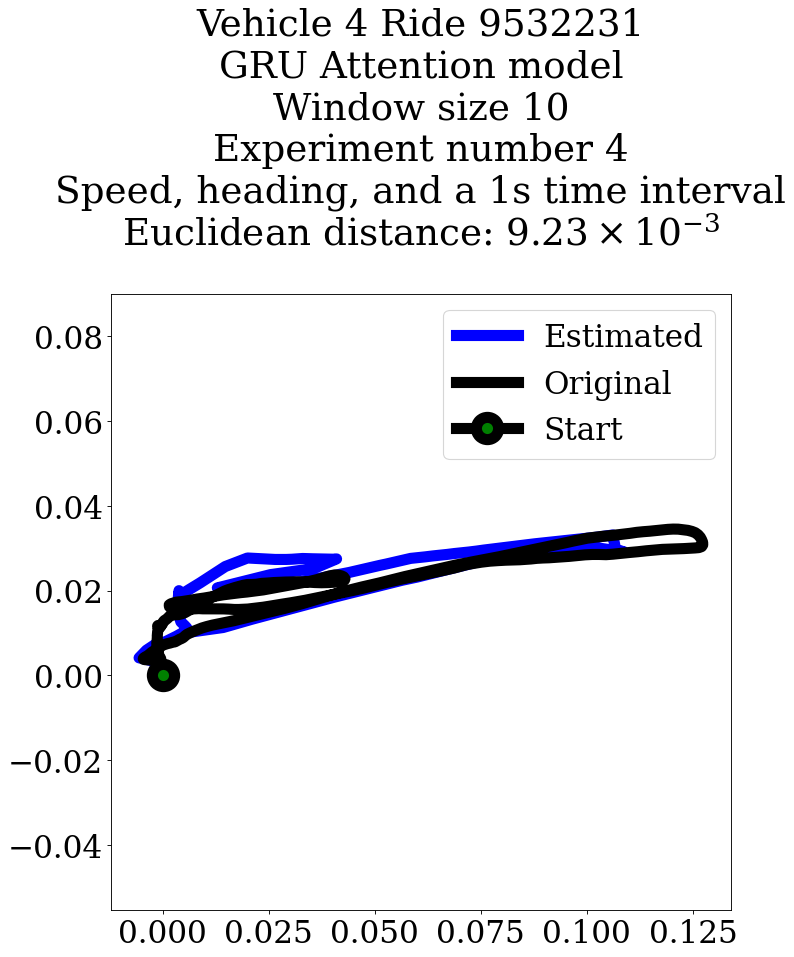 Vehicle 4 Ride 9532231
GRU Attention model
Window size 10
Experiment number 4
Speed, heading, and a 1s time interval
Euclidean distance: 9.23 × 10⁻³
Estimated
Original
Start
0.08
0.06
0.04
0.02
0.00
−0.02
−0.04
0.000 0.025 0.050 0.075 0.100 0.125